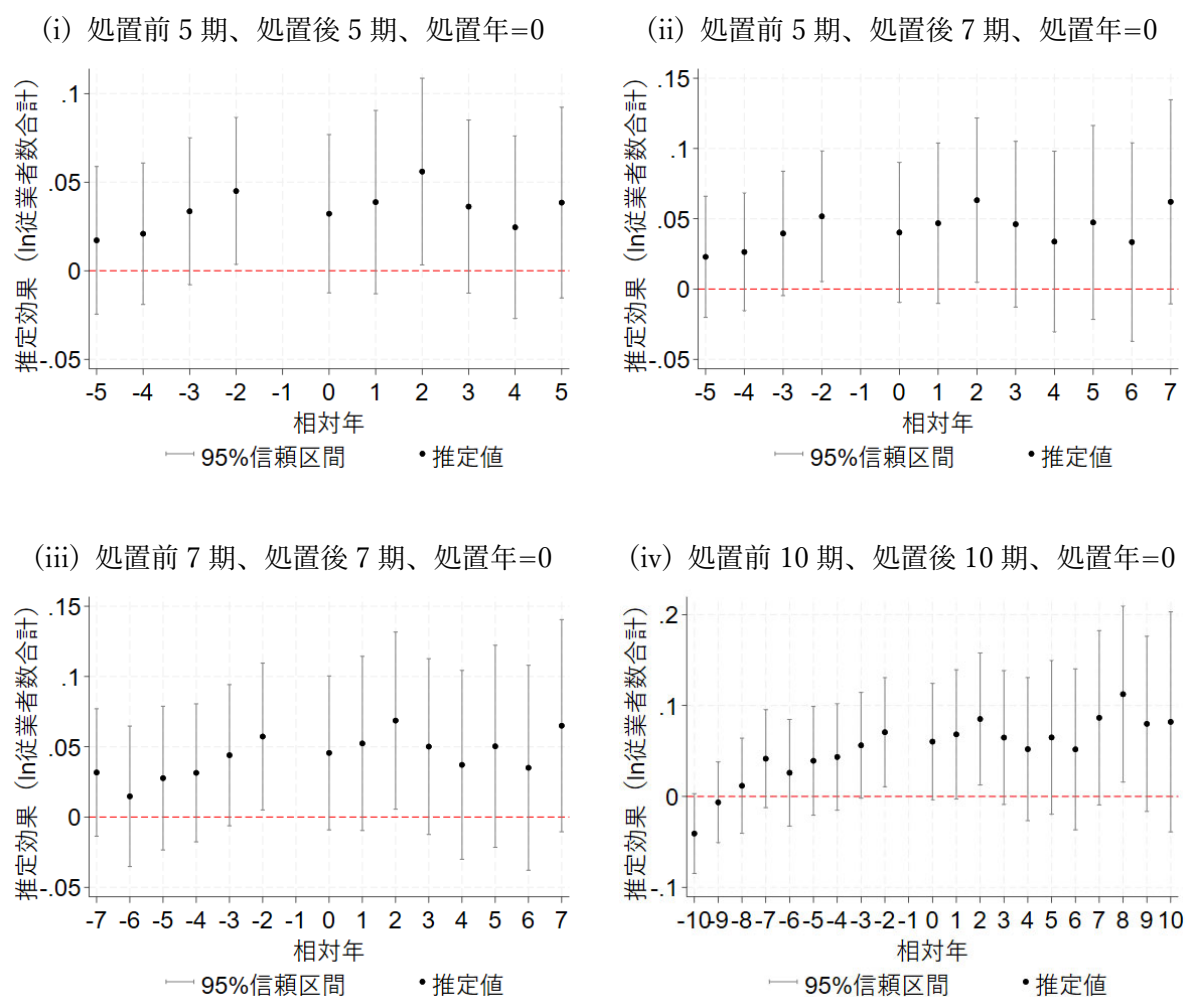 (i) 処置前 5 期、処置後 5 期、処置年=0
推定効果（ln従業者数合計）
.1
.05
0
-.05
-5 -4 -3 -2 -1 0 1 2 3 4 5
相対年
95%信頼区間 推定値
(ii) 処置前 5 期、処置後 7 期、処置年=0
推定効果（ln従業者数合計）
.15
.1
.05
0
-.05
-5 -4 -3 -2 -1 0 1 2 3 4 5 6 7
相対年
95%信頼区間 推定値
(iii) 処置前 7 期、処置後 7 期、処置年=0
推定効果（ln従業者数合計）
.15
.1
.05
0
-.05
-7 -6 -5 -4 -3 -2 -1 0 1 2 3 4 5 6 7
相対年
95%信頼区間 推定値
(iv) 処置前 10 期、処置後 10 期、処置年=0
推定効果（ln従業者数合計）
.2
.1
0
-.1
-10 -9 -8 -7 -6 -5 -4 -3 -2 -1 0 1 2 3 4 5 6 7 8 9 10
相対年
95%信頼区間 推定値